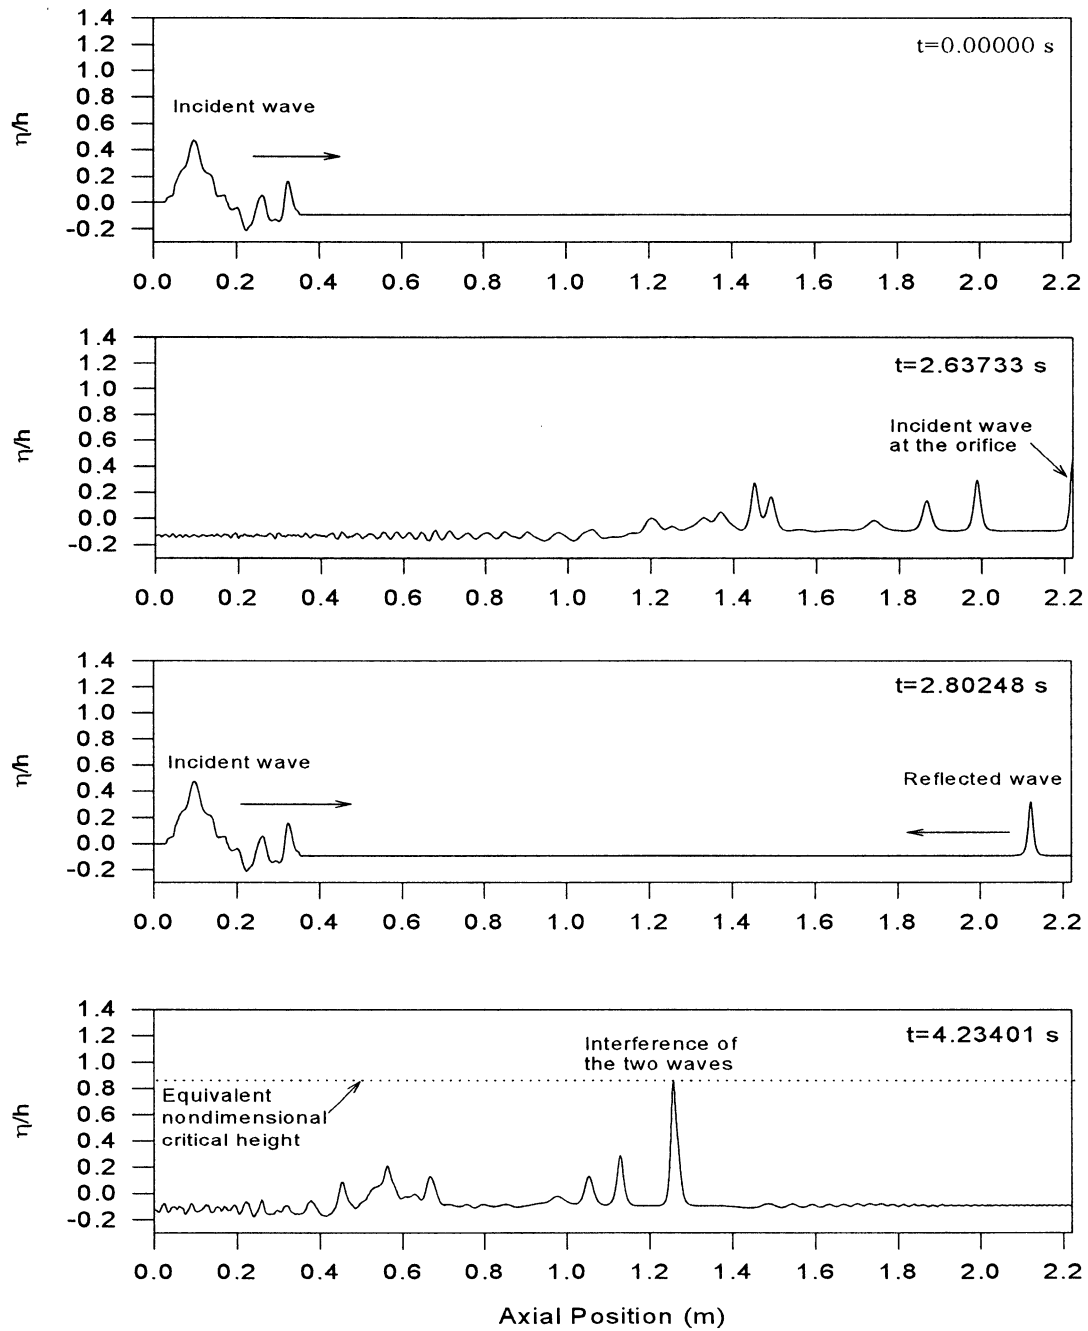 1.4
t=0.00000 s
1.2
1.0
0.8
Incident wave
0.6
η/h
0.4
0.2
0.0
-0.2
0.0 0.2 0.4 0.6 0.8 1.0 1.2 1.4 1.6 1.8 2.0 2.2
1.4
t=2.63733 s
1.2
1.0
0.8
Incident wave
at the orifice
0.6
η/h
0.4
0.2
0.0
-0.2
0.0 0.2 0.4 0.6 0.8 1.0 1.2 1.4 1.6 1.8 2.0 2.2
1.4
t=2.80248 s
1.2
1.0
0.8
Incident wave
Reflected wave
0.6
η/h
0.4
0.2
0.0
-0.2
0.0 0.2 0.4 0.6 0.8 1.0 1.2 1.4 1.6 1.8 2.0 2.2
1.4
t=4.23401 s
1.2
Interference of
the two waves
1.0
0.8
Equivalent
nondimensional
critical height
0.6
η/h
0.4
0.2
0.0
-0.2
0.0 0.2 0.4 0.6 0.8 1.0 1.2 1.4 1.6 1.8 2.0 2.2
Axial Position (m)